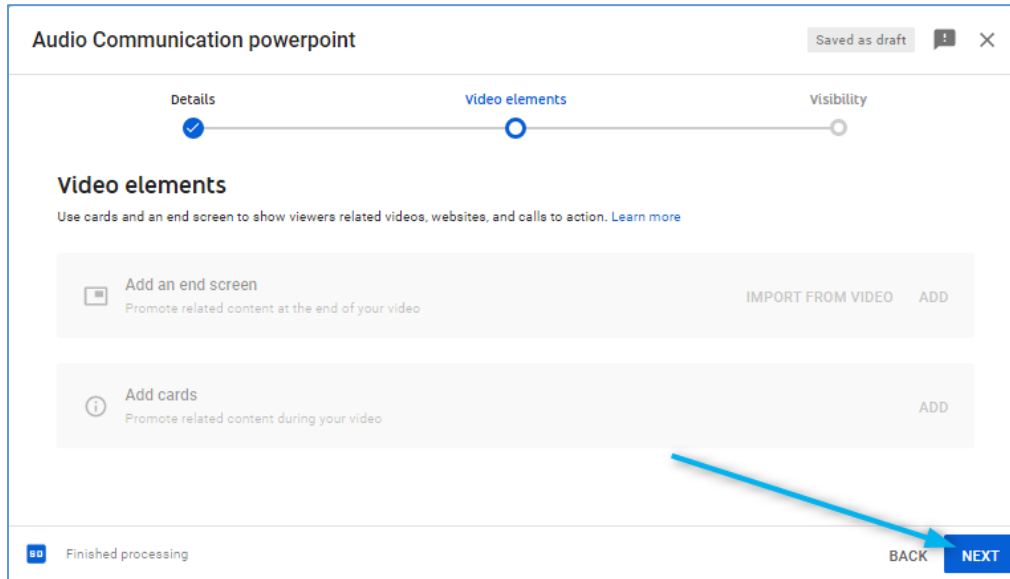 Audio Communication powerpoint
Saved as draft
Details
Video elements
Visibility
Video elements
Use cards and an end screen to show viewers related videos, websites, and calls to action. Learn more
Add an end screen
Promote related content at the end of your video
IMPORT FROM VIDEO
ADD
Add cards
Promote related content during your video
ADD
SD
Finished processing
BACK
NEXT